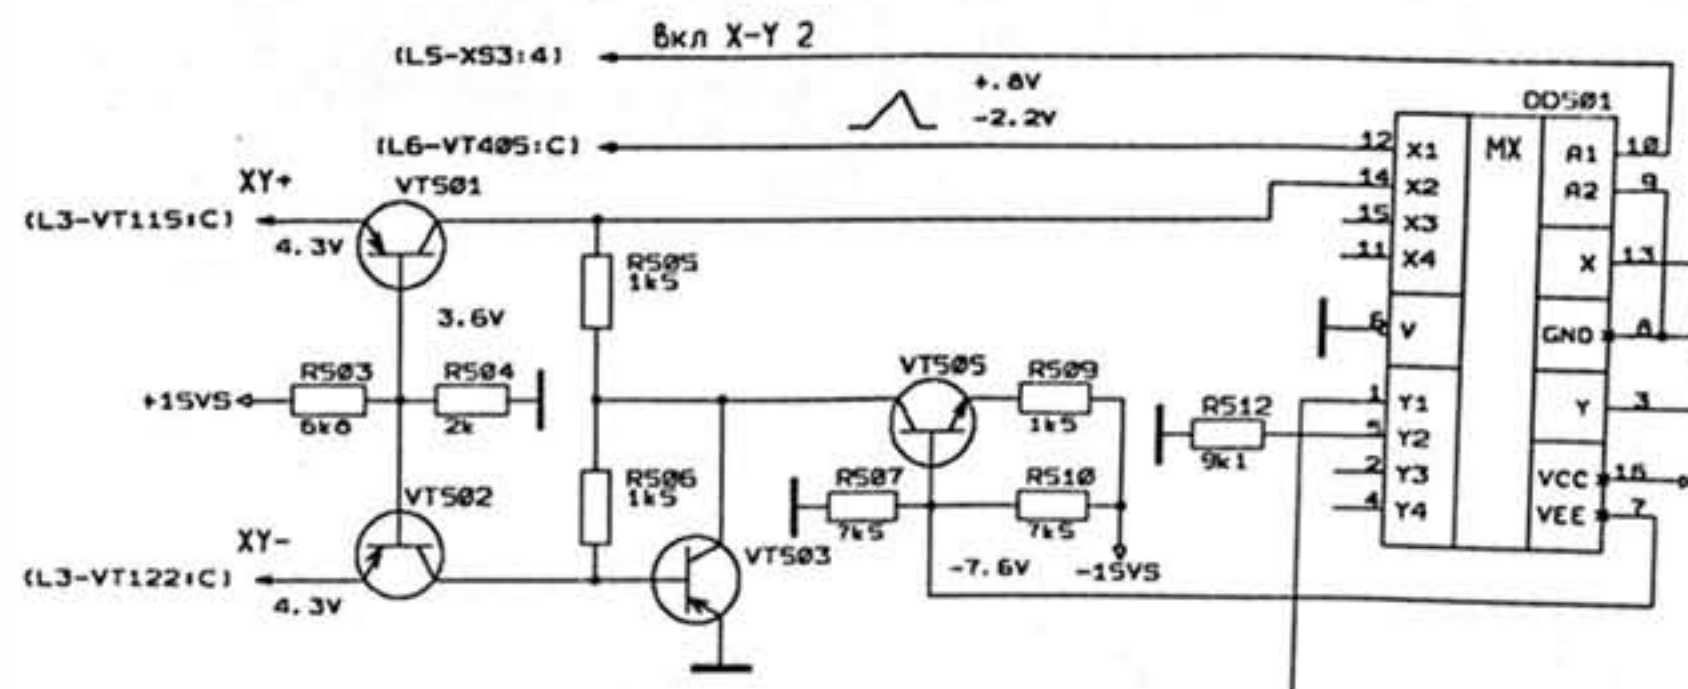 Вкл X-Y 2
(L5-XS3:4)
+.8V
-2.2V
DD501
(L6-VT405:C)
12 X1 MX A1 10
XY+
VT501
14 X2 A2 9
(L3-VT115:C)
4.3V
15 X3
R505
1k5
11 X4 X 13
3.6V
6 V GND 8
R503
R504
VT505
R509
+15VS
6k8
2k
1k5
R512
9k1
1 Y1 Y 3
5 Y2
R506
1k5
R507
7k5
R510
7k5
2 Y3 VCC 16
VT502
4 Y4 VEE 7
XY-
VT503
-7.6V
-15VS
(L3-VT122:C)
4.3V